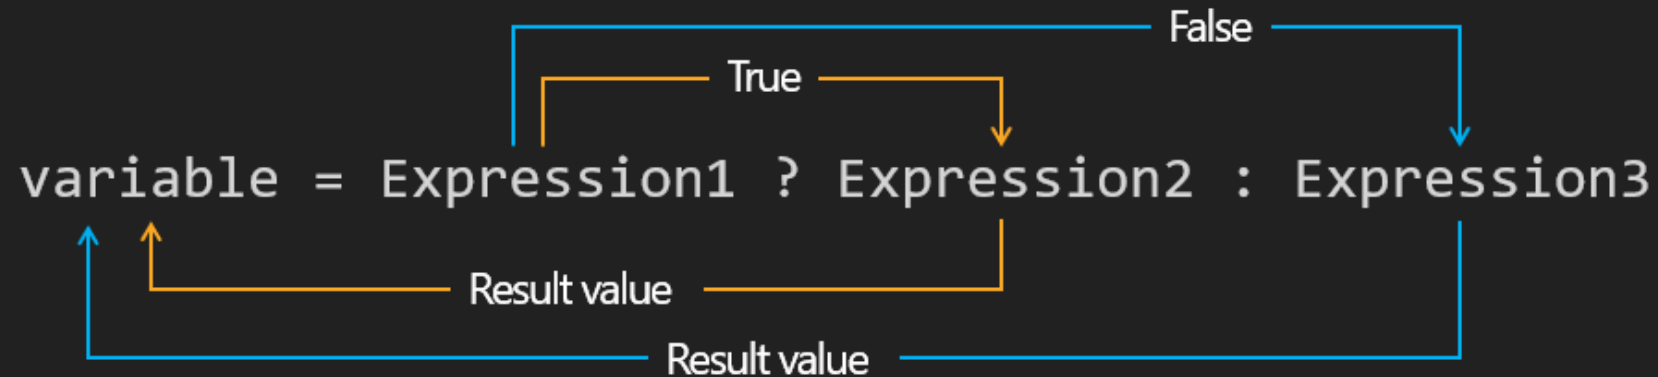 False
True
variable = Expression1 ? Expression2 : Expression3
Result value
Result value